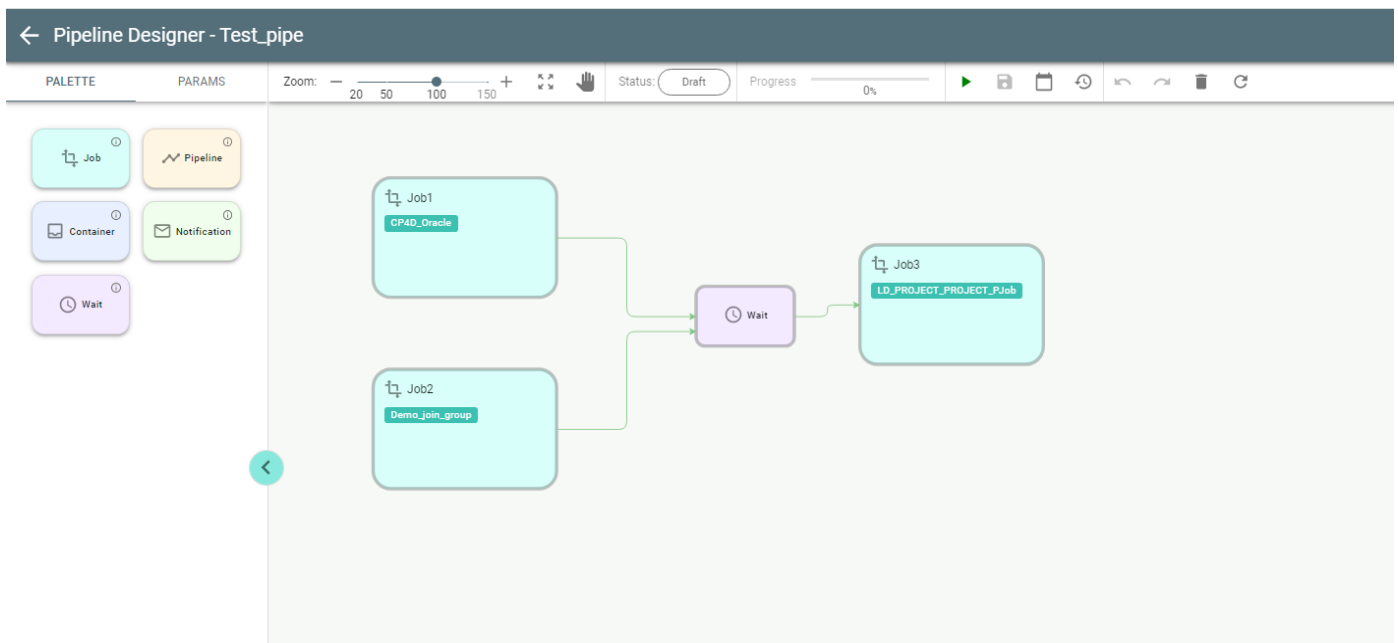 Pipeline Designer - Test_pipe
PALETTE
PARAMS
Zoom:
20 50 100 150
Status: Draft
Progress
0%
Job
Pipeline
Container
Notification
Wait
Job1
CP4D_Oracle
Job2
Demo_join_group
Wait
Job3
LD_PROJECT_PROJECT_PJob